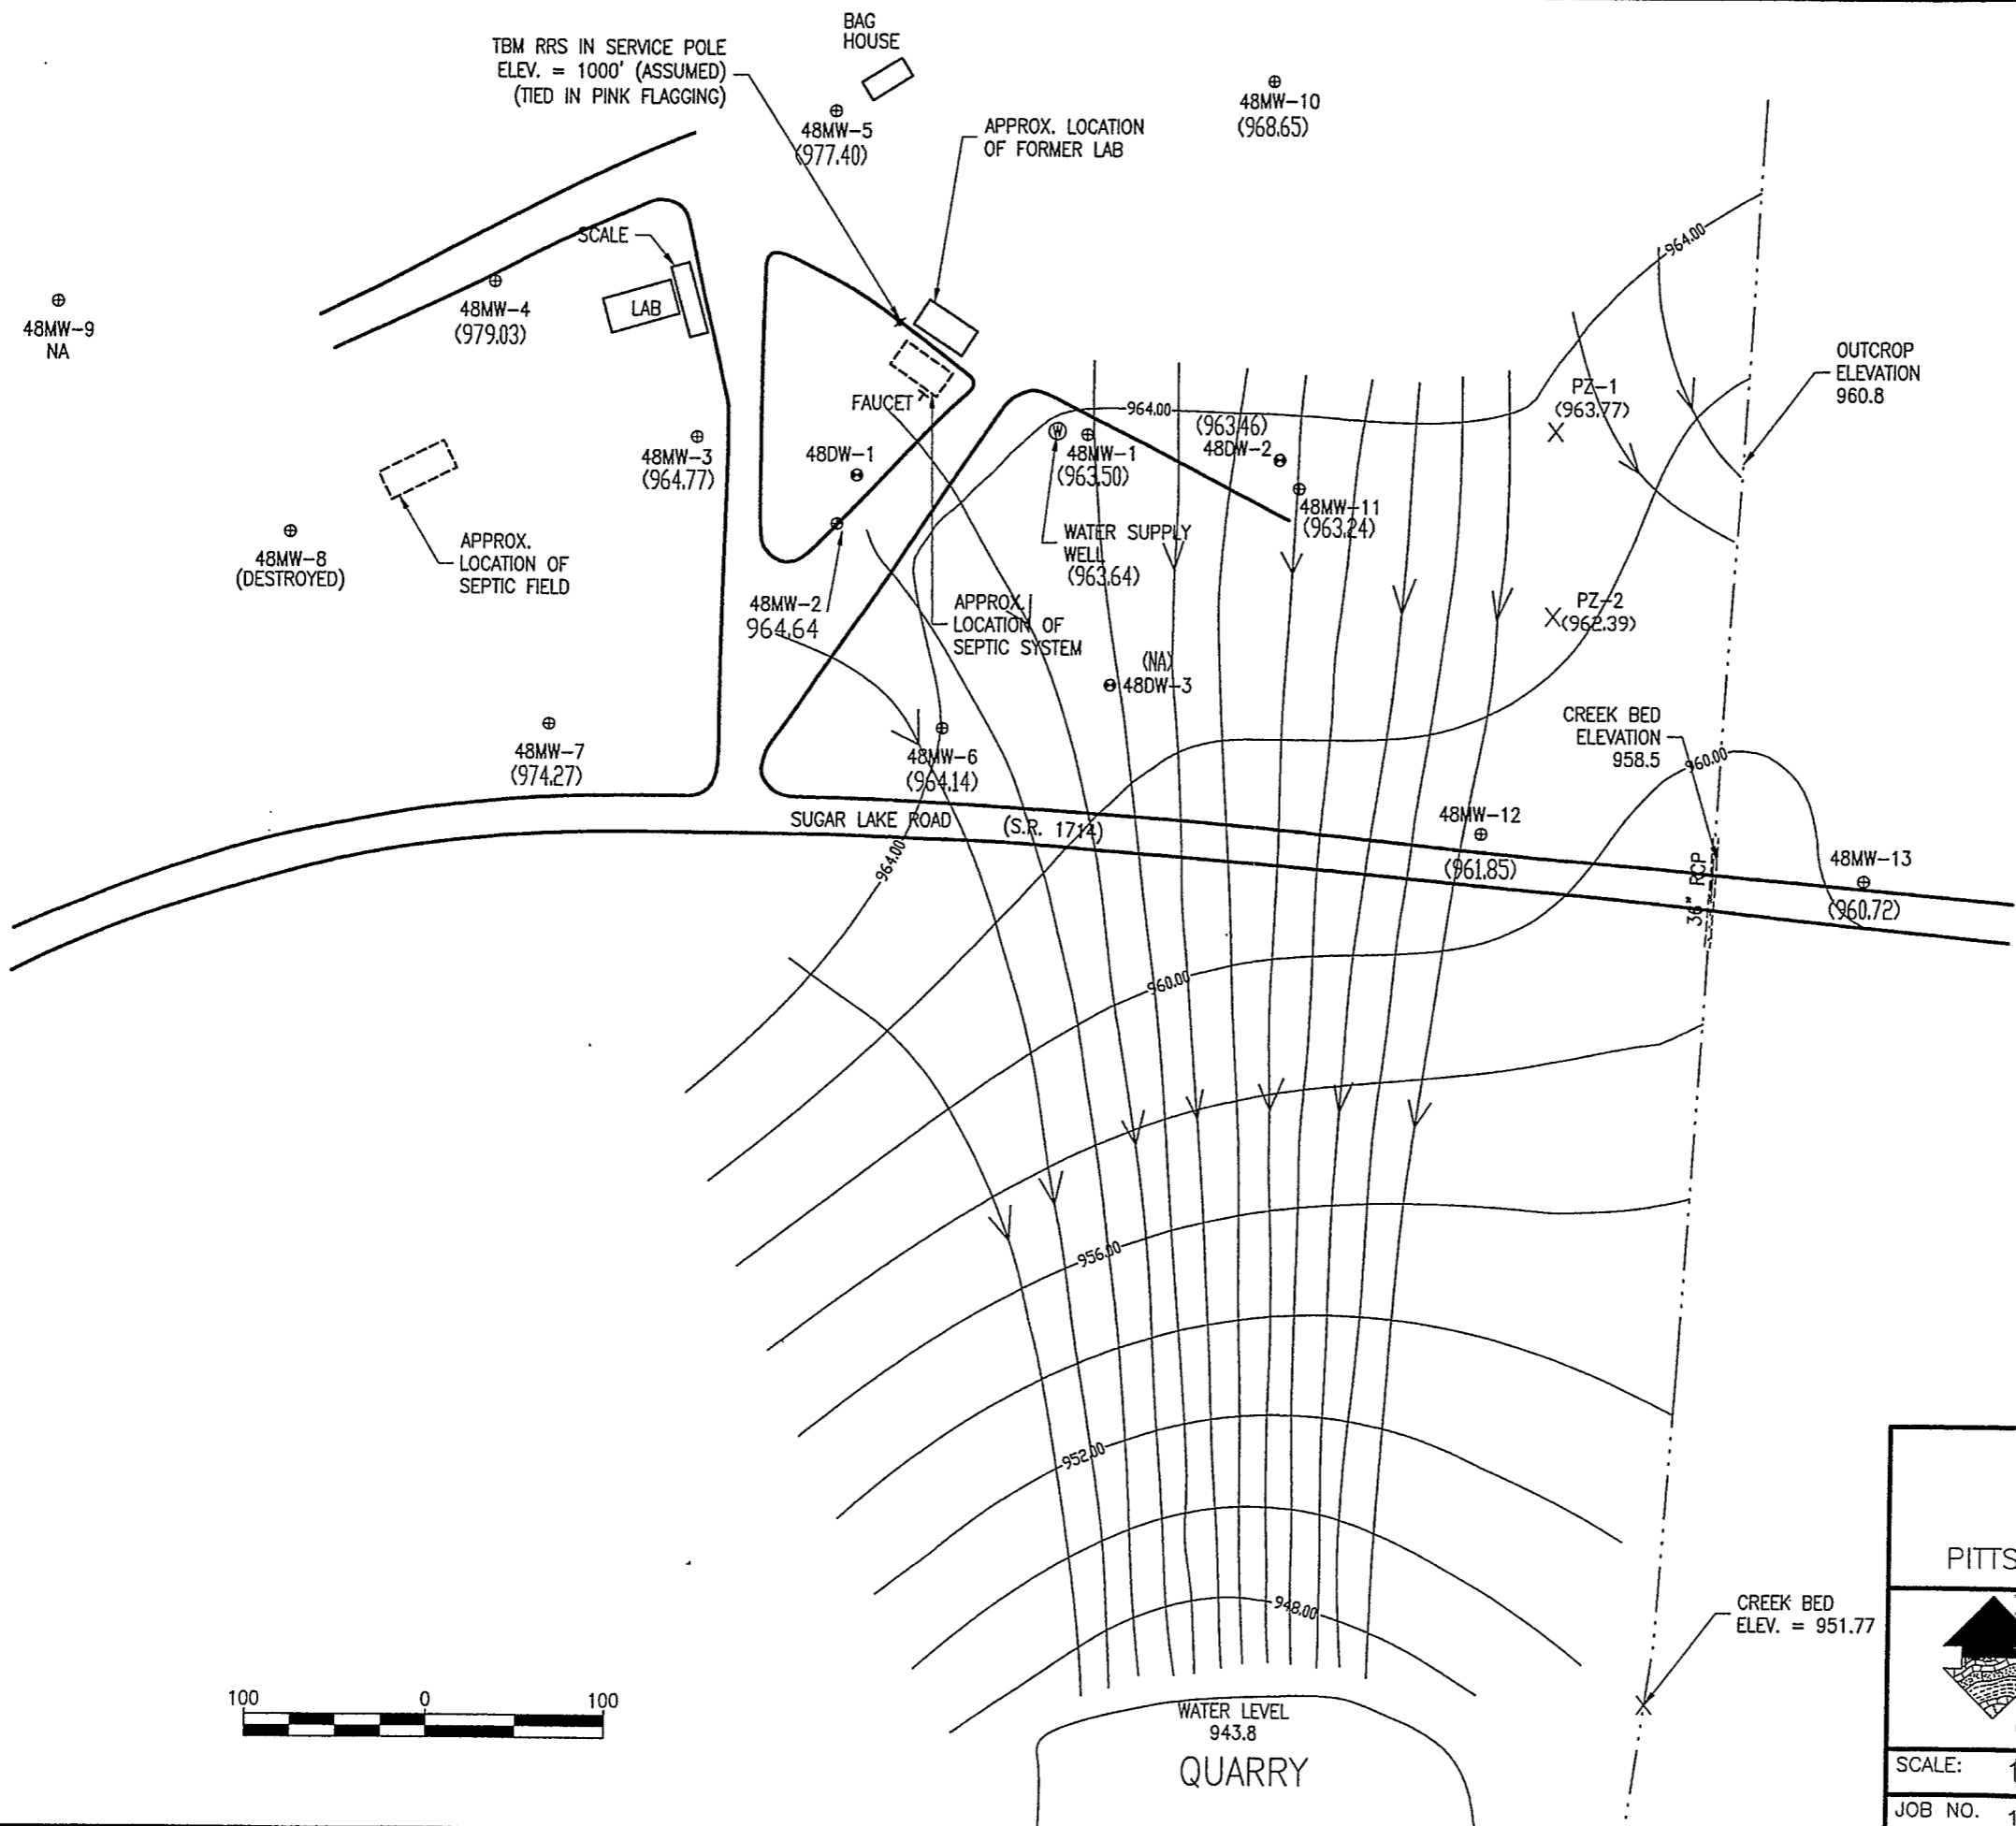 BAG
HOUSE
TBM RRS IN SERVICE POLE
ELEV. = 1000' (ASSUMED)
(TIED IN PINK FLAGGING)
48MW-5
(977.40)
48MW-10
(968.65)
APPROX. LOCATION
OF FORMER LAB
SCALE
LAB
48MW-4
(979.03)
48MW-9
NA
964.00
OUTCROP
ELEVATION
960.8
PZ-1
(963.77)
FAUCET
964.00
(963.46)
48DW-2
48MW-1
(963.50)
48DW-1
48MW-3
(964.77)
48MW-11
(963.24)
WATER SUPPLY
WELL
(963.64)
W
APPROX.
LOCATION OF
SEPTIC FIELD
48MW-8
(DESTROYED)
48MW-2
964.64
APPROX.
LOCATION OF
SEPTIC SYSTEM
PZ-2
(962.39)
(NA)
48DW-3
CREEK BED
ELEVATION
958.5
960.00
48MW-7
(974.27)
48MW-6
(964.14)
SUGAR LAKE ROAD
(S.R. 1714)
48MW-12
(961.85)
36" RCP
48MW-13
(960.72)
964.00
960.00
956.00
952.00
948.00
CREEK BED
ELEV. = 951.77
WATER LEVEL
943.8
QUARRY
100 0 100
PITTS
SCALE: 1
JOB NO. 1